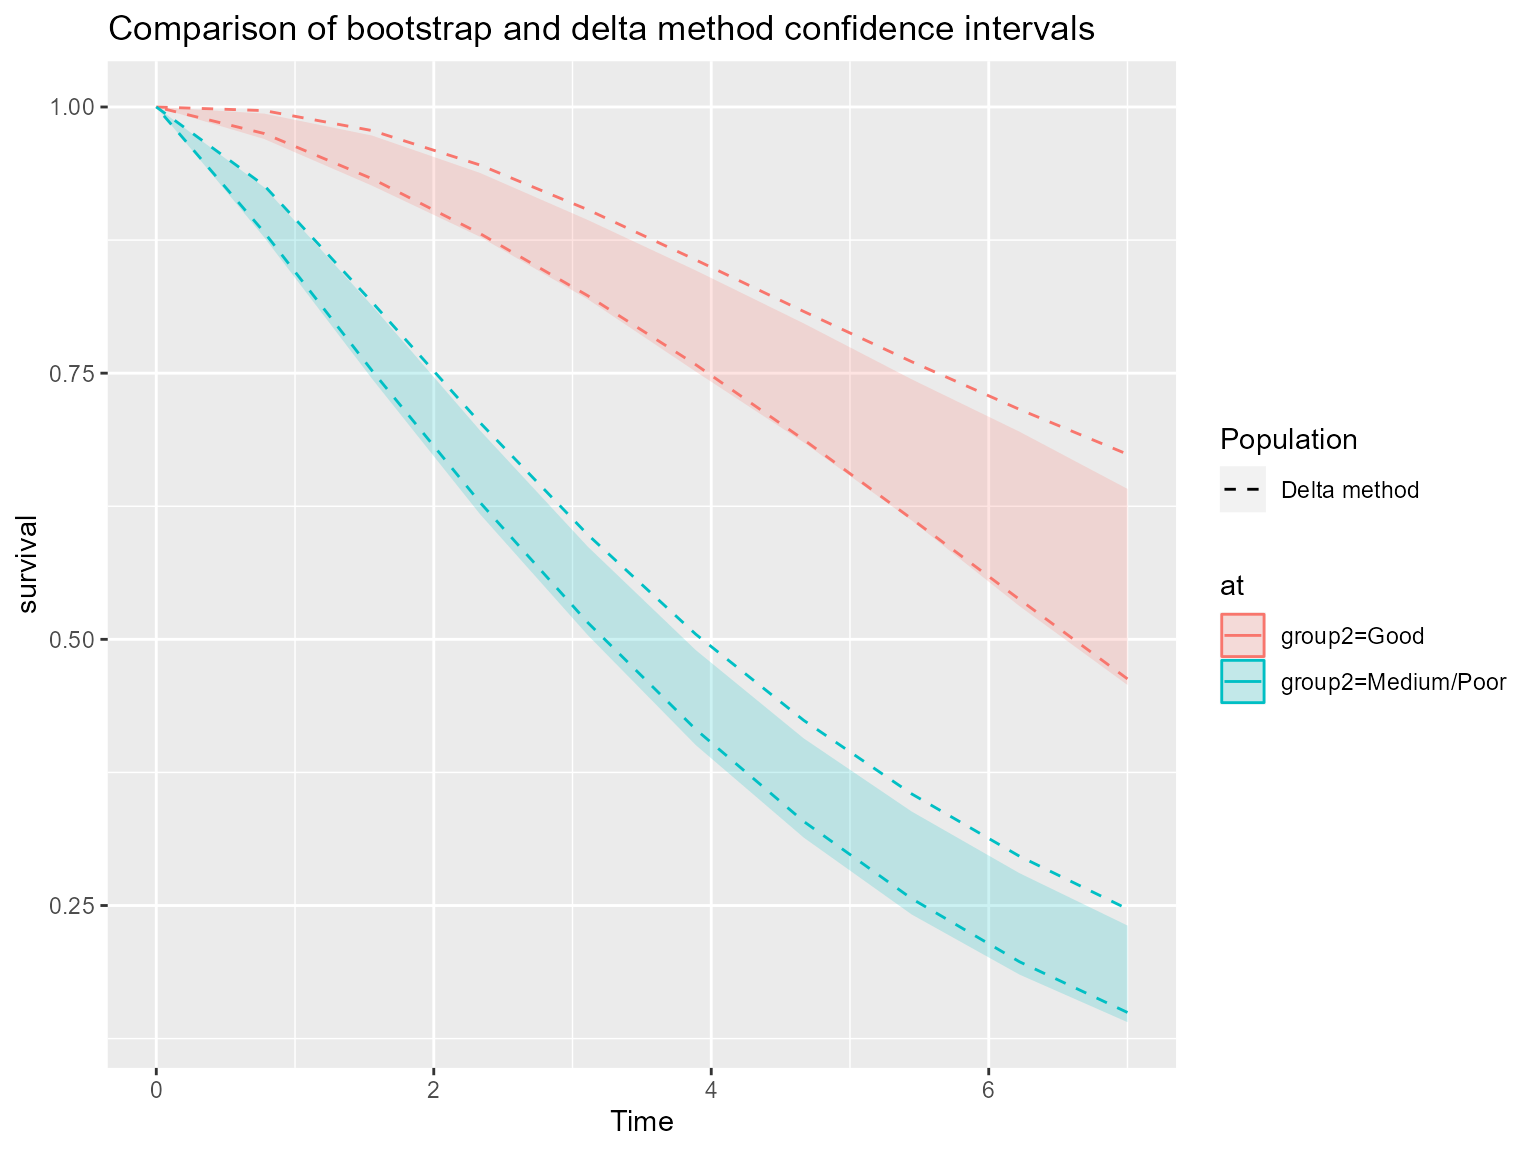 Comparison of bootstrap and delta method confidence intervals
survival
1.00
0.75
0.50
0.25
0
2
4
6
Time
Population
Delta method
at
group2=Good
group2=Medium/Poor